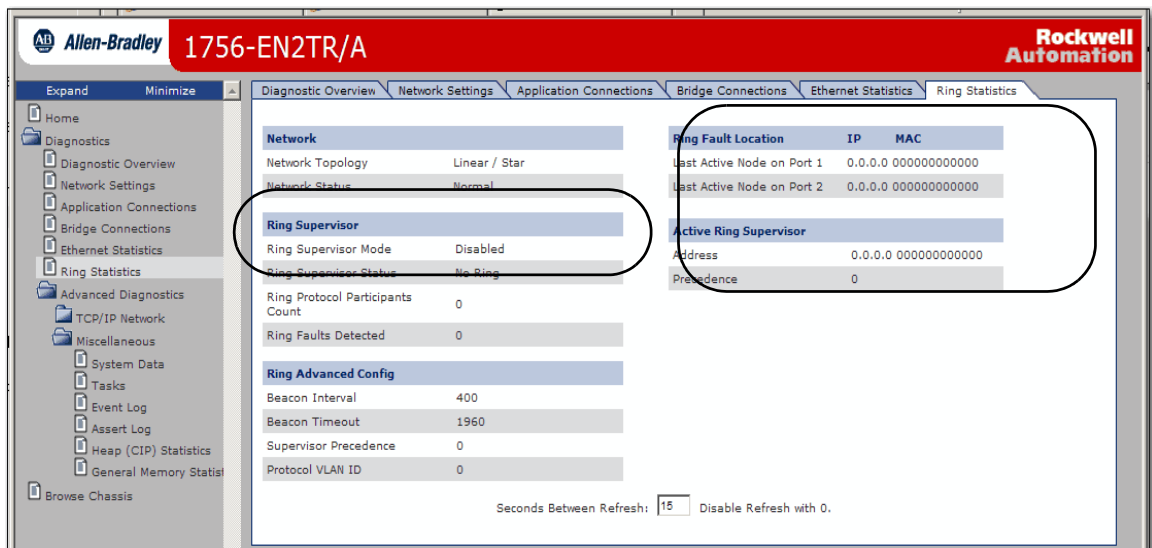 AB Allen-Bradley 1756-EN2TR/A Rockwell Automation
Expand Minimize
Home
Diagnostics
Diagnostic Overview
Network Settings
Application Connections
Bridge Connections
Ethernet Statistics
Ring Statistics
Advanced Diagnostics
TCP/IP Network
Miscellaneous
System Data
Tasks
Event Log
Assert Log
Heap (CIP) Statistics
General Memory Statist
Browse Chassis
Diagnostic Overview Network Settings Application Connections Bridge Connections Ethernet Statistics Ring Statistics
Network
Network Topology Linear / Star
Network Status Normal
Ring Supervisor
Ring Supervisor Mode Disabled
Ring Supervisor Status No Ring
Ring Protocol Participants
Count 0
Ring Faults Detected 0
Ring Advanced Config
Beacon Interval 400
Beacon Timeout 1960
Supervisor Precedence 0
Protocol VLAN ID 0
Ring Fault Location IP MAC
Last Active Node on Port 1 0.0.0.0 000000000000
Last Active Node on Port 2 0.0.0.0 000000000000
Active Ring Supervisor
Address 0.0.0.0 000000000000
Precedence 0
Seconds Between Refresh: 15 Disable Refresh with 0.